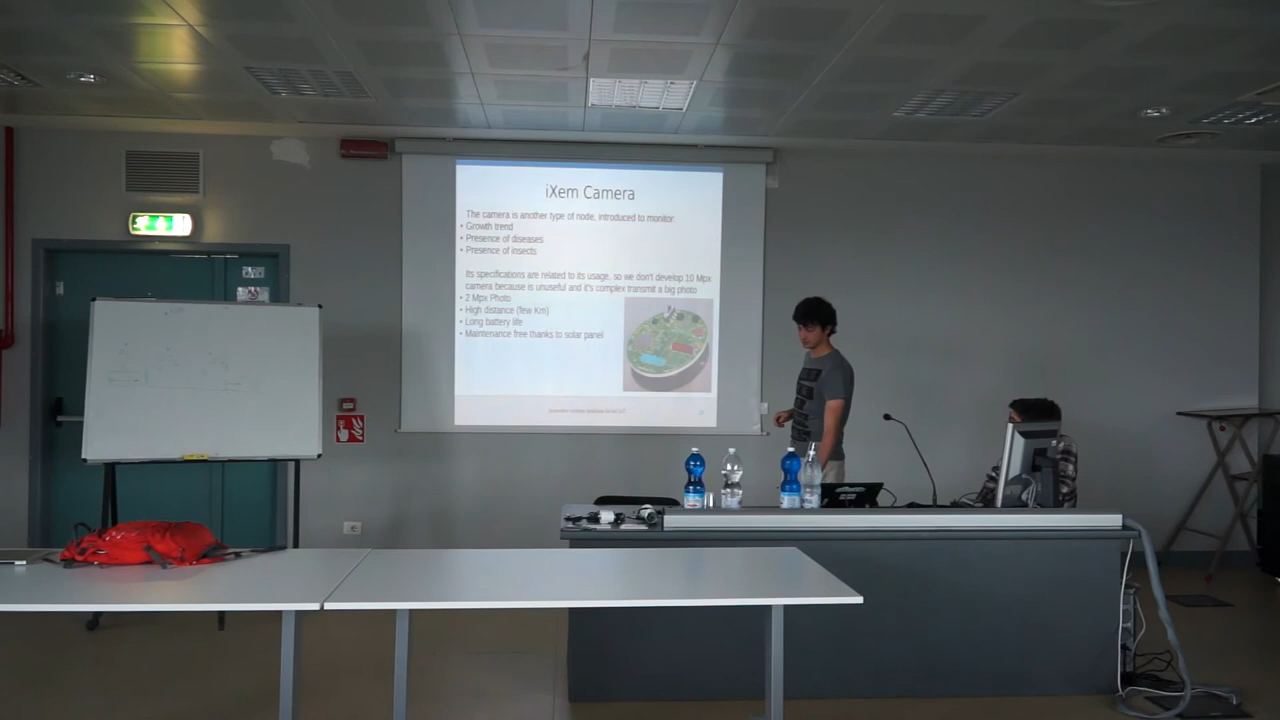 iXem Camera
The camera is another type of node, introduced to monitor:
• Growth trend
• Presence of diseases
• Presence of insects
Its specifications are related to its usage, so we don't develop 10 Mpx
camera because is unuseful and it's complex transmit a big photo
• 2 Mpx Photo
• High distance (few Km)
• Long battery life
• Maintenance free thanks to solar panel